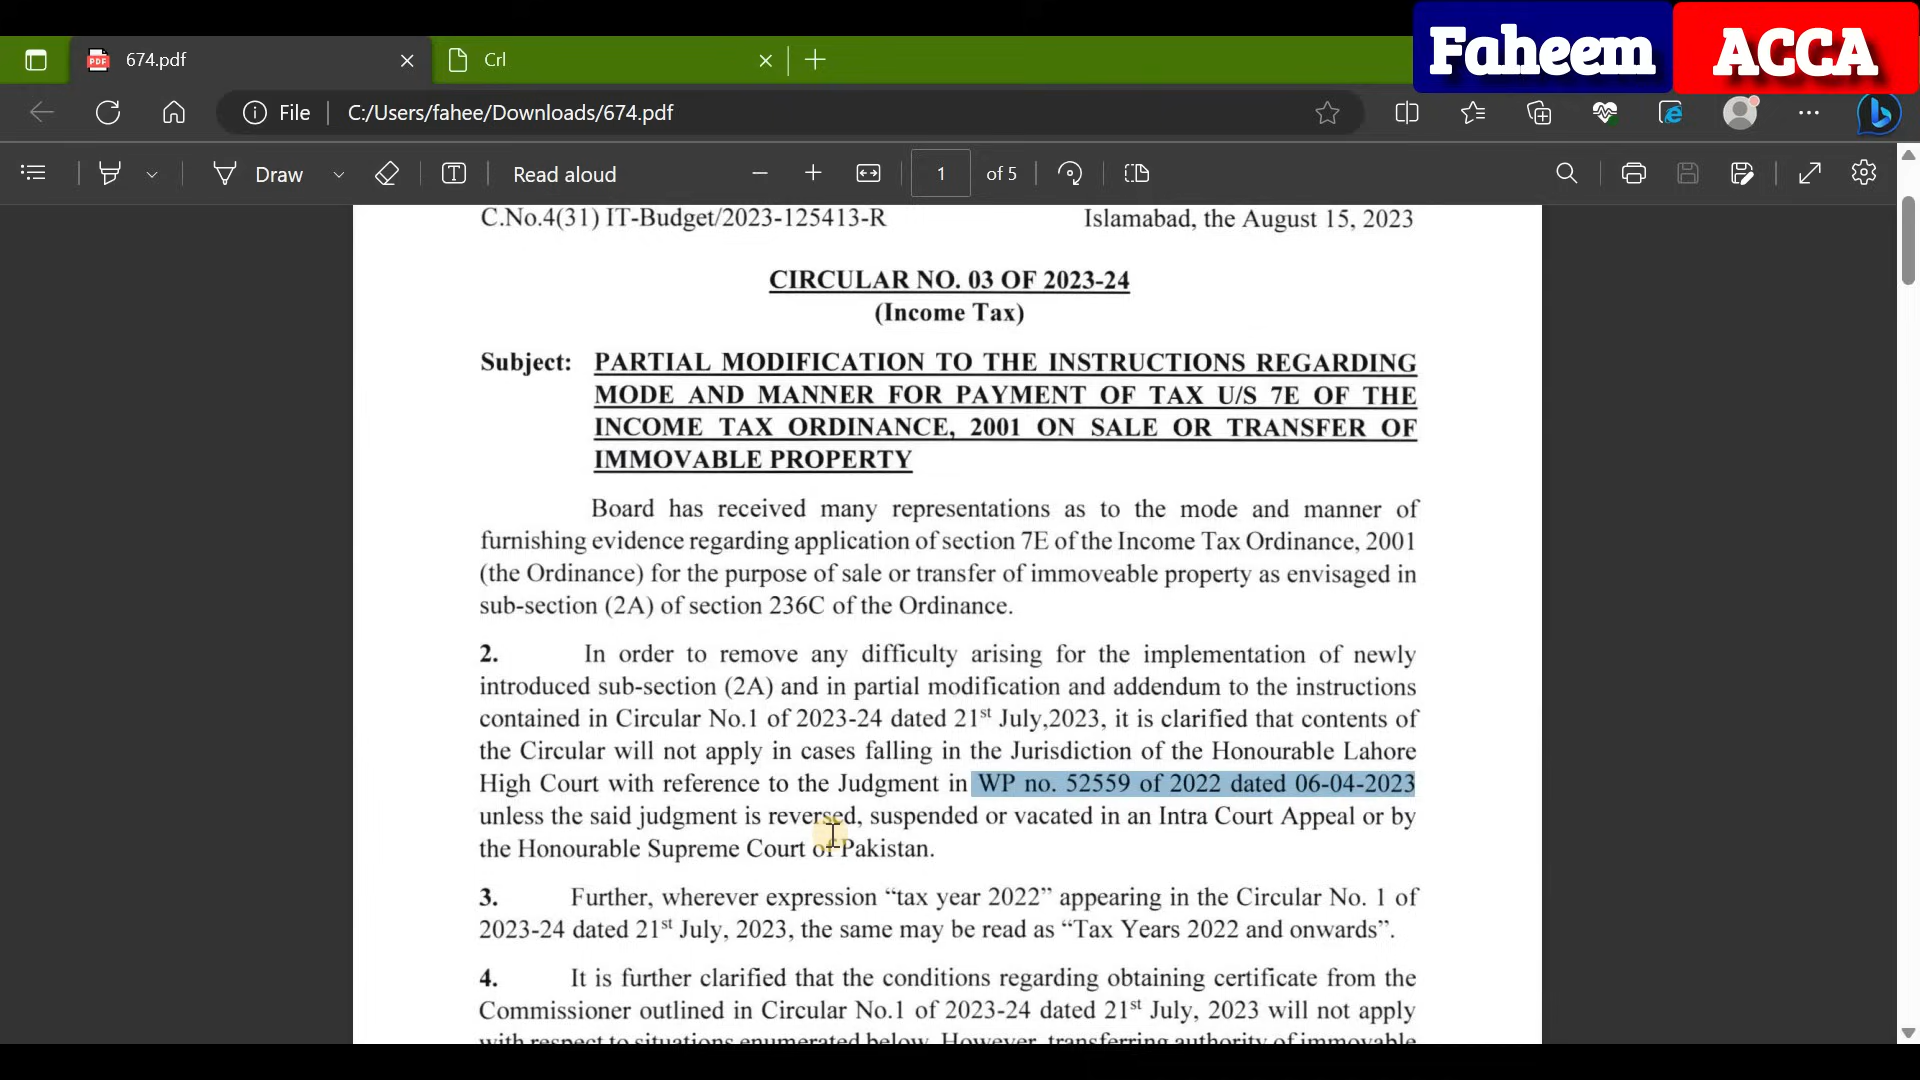 Faheem ACCA
674.pdf
Crl
File
C:/Users/fahee/Downloads/674.pdf
Draw
Read aloud
1
of 5
C.No.4(31) IT-Budget/2023-125413-R Islamabad, the August 15, 2023
CIRCULAR NO. 03 OF 2023-24
(Income Tax)
Subject: PARTIAL MODIFICATION TO THE INSTRUCTIONS REGARDING
MODE AND MANNER FOR PAYMENT OF TAX U/S 7E OF THE
INCOME TAX ORDINANCE, 2001 ON SALE OR TRANSFER OF
IMMOVABLE PROPERTY
Board has received many representations as to the mode and manner of
furnishing evidence regarding application of section 7E of the Income Tax Ordinance, 2001
(the Ordinance) for the purpose of sale or transfer of immoveable property as envisaged in
sub-section (2A) of section 236C of the Ordinance.
2. In order to remove any difficulty arising for the implementation of newly
introduced sub-section (2A) and in partial modification and addendum to the instructions
contained in Circular No.1 of 2023-24 dated 21st July,2023, it is clarified that contents of
the Circular will not apply in cases falling in the Jurisdiction of the Honourable Lahore
High Court with reference to the Judgment in WP no. 52559 of 2022 dated 06-04-2023
unless the said judgment is reversed, suspended or vacated in an Intra Court Appeal or by
the Honourable Supreme Court of Pakistan.
3. Further, wherever expression “tax year 2022” appearing in the Circular No. 1 of
2023-24 dated 21st July, 2023, the same may be read as “Tax Years 2022 and onwards”.
4. It is further clarified that the conditions regarding obtaining certificate from the
Commissioner outlined in Circular No.1 of 2023-24 dated 21st July, 2023 will not apply
with respect to situations enumerated below. However, transferring authority of immovable